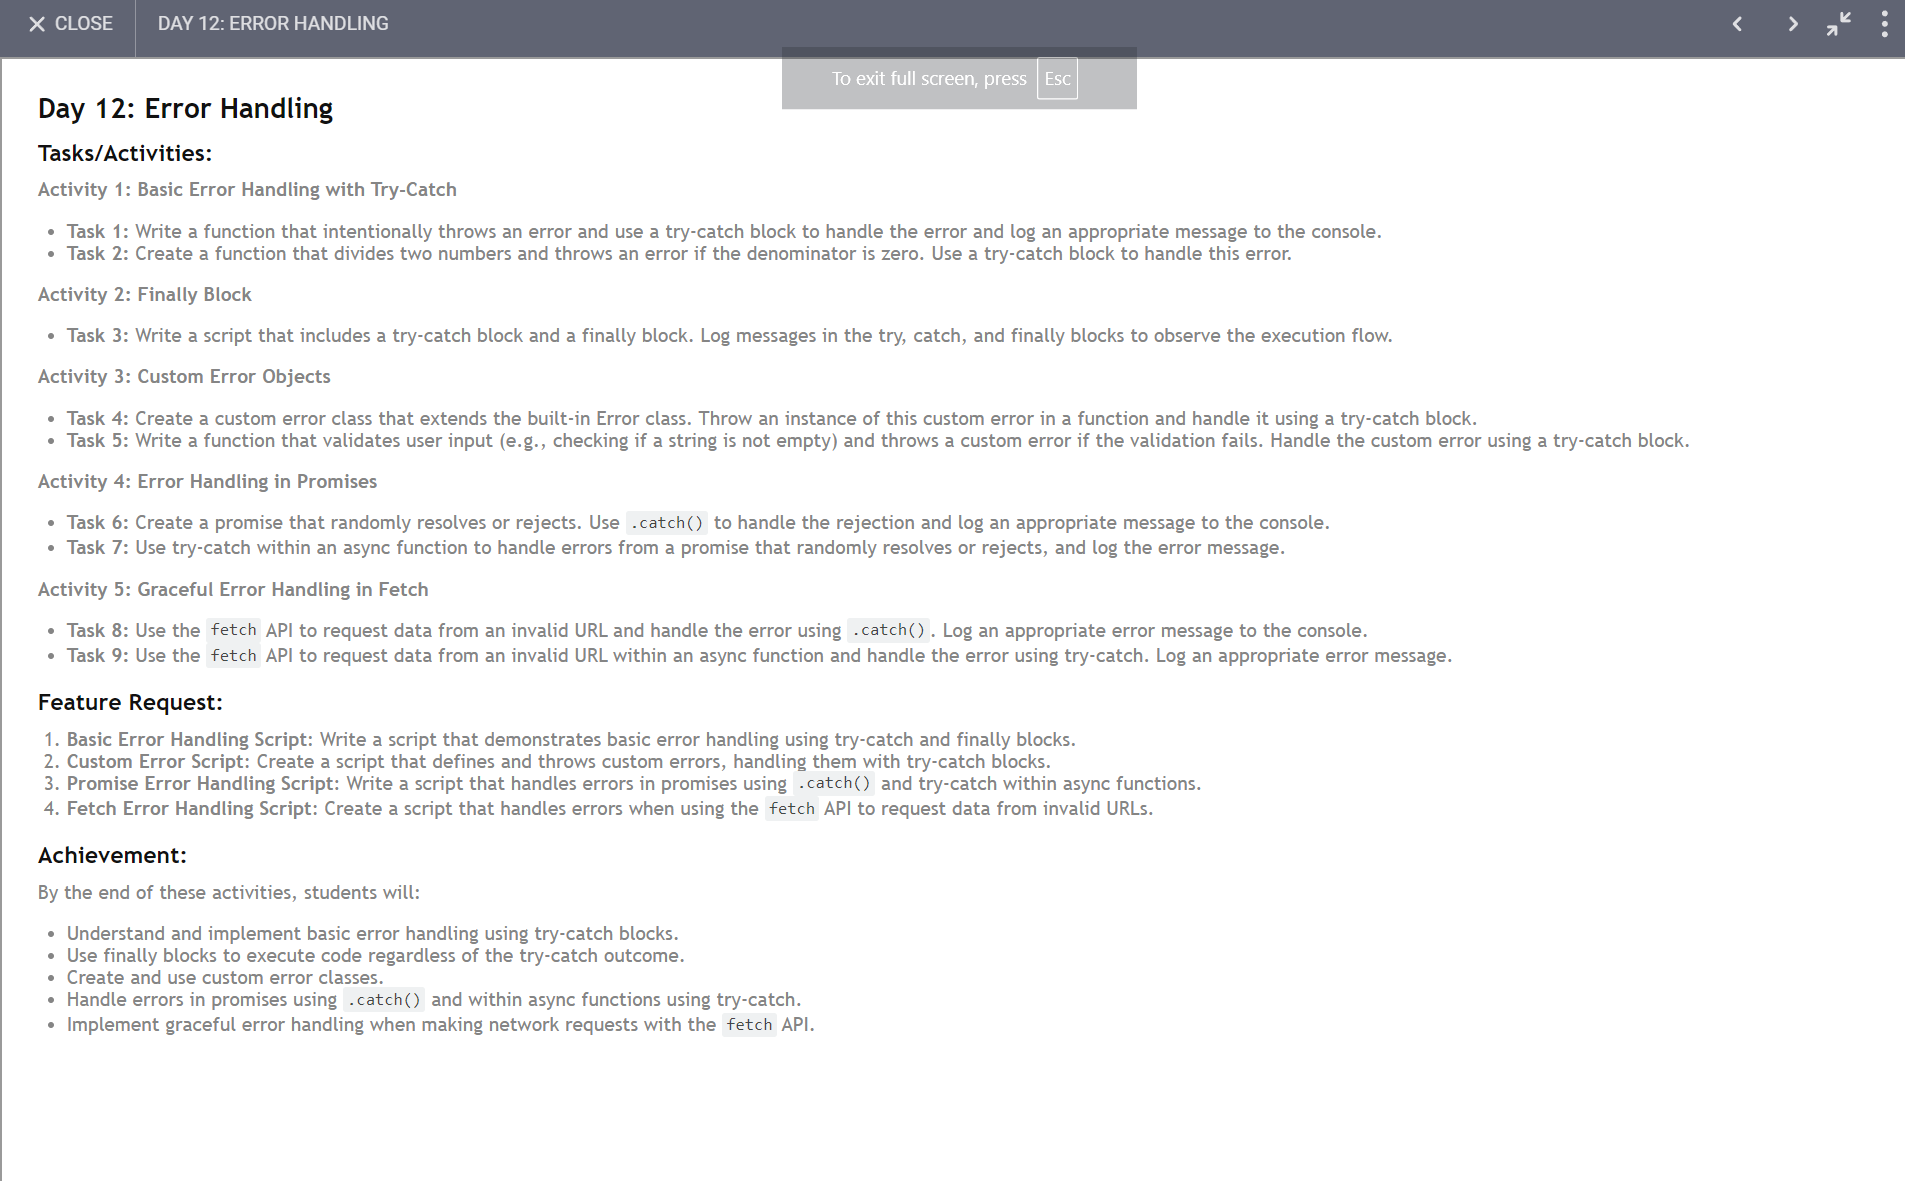 CLOSE
DAY 12: ERROR HANDLING
To exit full screen, press Esc
Day 12: Error Handling
Tasks/Activities:
Activity 1: Basic Error Handling with Try-Catch
• Task 1: Write a function that intentionally throws an error and use a try-catch block to handle the error and log an appropriate message to the console.
• Task 2: Create a function that divides two numbers and throws an error if the denominator is zero. Use a try-catch block to handle this error.
Activity 2: Finally Block
• Task 3: Write a script that includes a try-catch block and a finally block. Log messages in the try, catch, and finally blocks to observe the execution flow.
Activity 3: Custom Error Objects
• Task 4: Create a custom error class that extends the built-in Error class. Throw an instance of this custom error in a function and handle it using a try-catch block.
• Task 5: Write a function that validates user input (e.g., checking if a string is not empty) and throws a custom error if the validation fails. Handle the custom error using a try-catch block.
Activity 4: Error Handling in Promises
• Task 6: Create a promise that randomly resolves or rejects. Use .catch() to handle the rejection and log an appropriate message to the console.
• Task 7: Use try-catch within an async function to handle errors from a promise that randomly resolves or rejects, and log the error message.
Activity 5: Graceful Error Handling in Fetch
• Task 8: Use the fetch API to request data from an invalid URL and handle the error using .catch(). Log an appropriate error message to the console.
• Task 9: Use the fetch API to request data from an invalid URL within an async function and handle the error using try-catch. Log an appropriate error message.
Feature Request:
1. Basic Error Handling Script: Write a script that demonstrates basic error handling using try-catch and finally blocks.
2. Custom Error Script: Create a script that defines and throws custom errors, handling them with try-catch blocks.
3. Promise Error Handling Script: Write a script that handles errors in promises using .catch() and try-catch within async functions.
4. Fetch Error Handling Script: Create a script that handles errors when using the fetch API to request data from invalid URLs.
Achievement:
By the end of these activities, students will:
• Understand and implement basic error handling using try-catch blocks.
• Use finally blocks to execute code regardless of the try-catch outcome.
• Create and use custom error classes.
• Handle errors in promises using .catch() and within async functions using try-catch.
• Implement graceful error handling when making network requests with the fetch API.